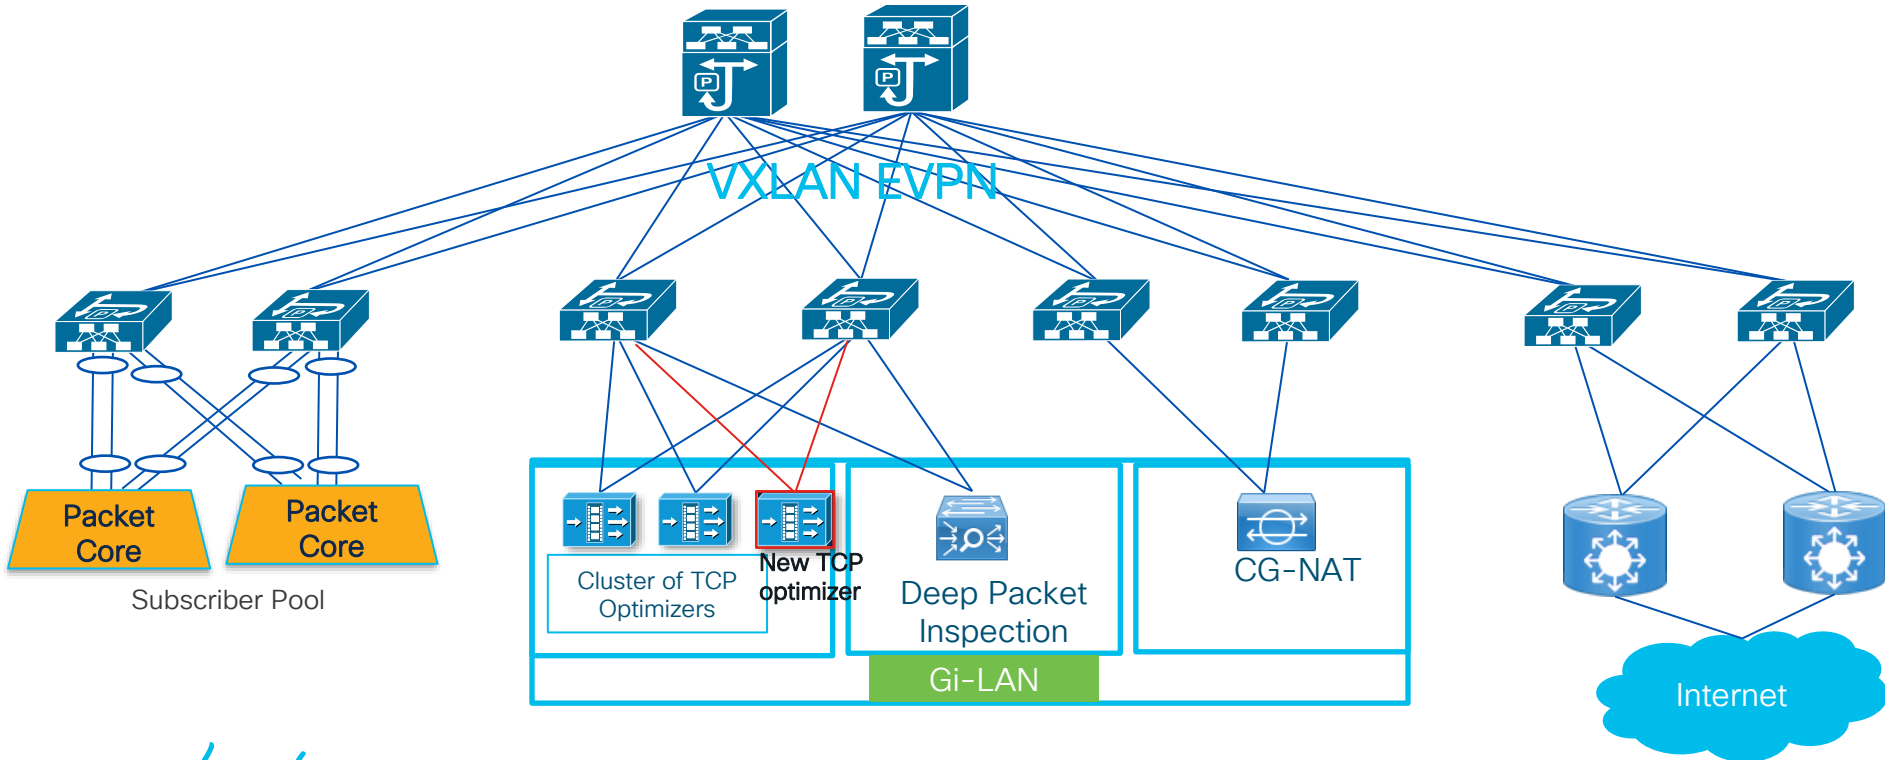 P
P
VXLAN EVPN
P
P
P
P
P
P
P
P
Packet
Core
Packet
Core
Subscriber Pool
Cluster of TCP
Optimizers
New TCP
optimizer
Deep Packet
Inspection
CG-NAT
Gi-LAN
Internet